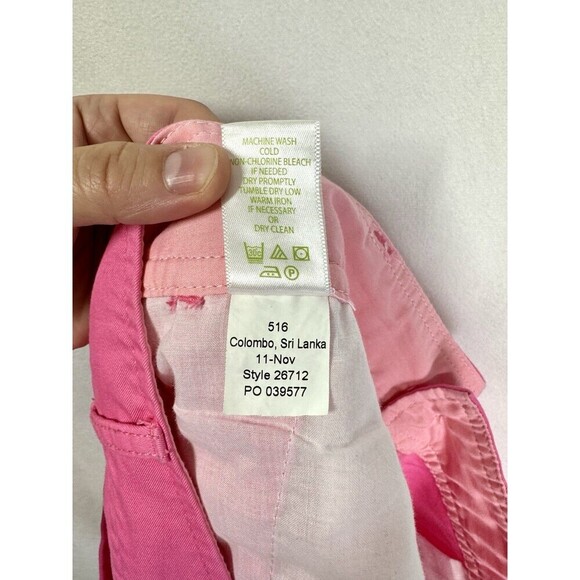 MACHINE WASH
COLD
NON-CHLORINE BLEACH
IF NEEDED
DRY PROMPTLY
TUMBLE DRY LOW
WARM IRON
IF NECESSARY
OR
DRY CLEAN
P
516
Colombo, Sri Lanka
11-Nov
Style 26712
PO 039577